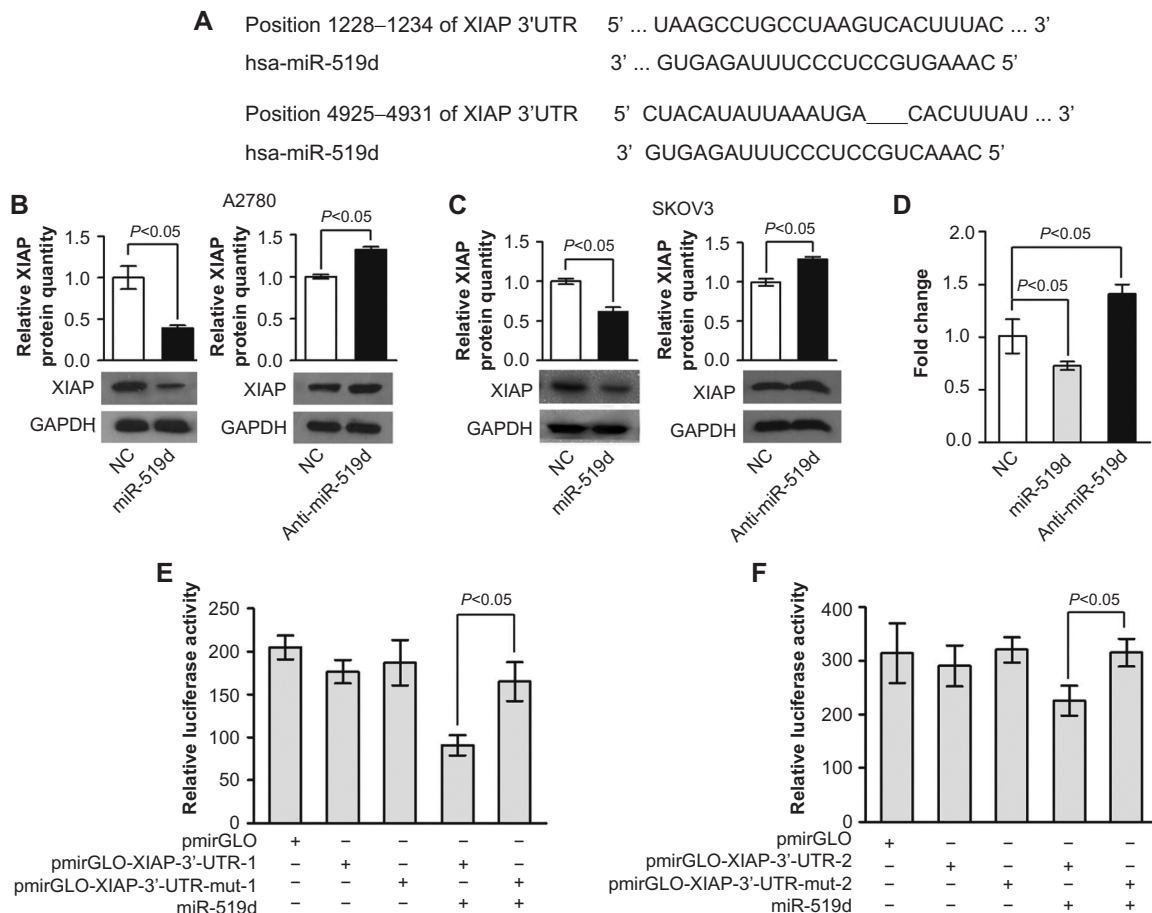 A
Position 1228–1234 of XIAP 3'UTR 5’ ... UAAGCCUGCCUAAGUCACUUUAC ... 3’
hsa-miR-519d 3’ ... GUGAGAUUUCCCUCCGUGAAAC 5’
Position 4925–4931 of XIAP 3’UTR 5’ CUACAUAUUAAAUGA____CACUUUAU ... 3’
hsa-miR-519d 3’ GUGAGAUUUCCCUCCGUCAAAC 5’
B
A2780
Relative XIAP
protein quantity
1.5
1.0
0.5
0.0
P<0.05
Relative XIAP
protein quantity
1.5
1.0
0.5
0.0
P<0.05
XIAP
GAPDH
NC
miR-519d
XIAP
GAPDH
NC
Anti-miR-519d
C
SKOV3
Relative XIAP
protein quantity
1.5
1.0
0.5
0.0
P<0.05
Relative XIAP
protein quantity
1.5
1.0
0.5
0.0
P<0.05
XIAP
GAPDH
NC
miR-519d
XIAP
GAPDH
NC
Anti-miR-519d
D
Fold change
2.0
1.5
1.0
0.5
0.0
P<0.05
P<0.05
NC
miR-519d
Anti-miR-519d
E
Relative luciferase activity
250
200
150
100
50
0
P<0.05
pmirGLO + – – – –
pmirGLO-XIAP-3’-UTR-1 – + – + –
pmirGLO-XIAP-3’-UTR-mut-1 – – + – +
miR-519d – – – + +
F
Relative luciferase activity
400
300
200
100
0
P<0.05
pmirGLO + – – – –
pmirGLO-XIAP-3’-UTR-2 – + – + –
pmirGLO-XIAP-3’-UTR-mut-2 – – + – +
miR-519d – – – + +